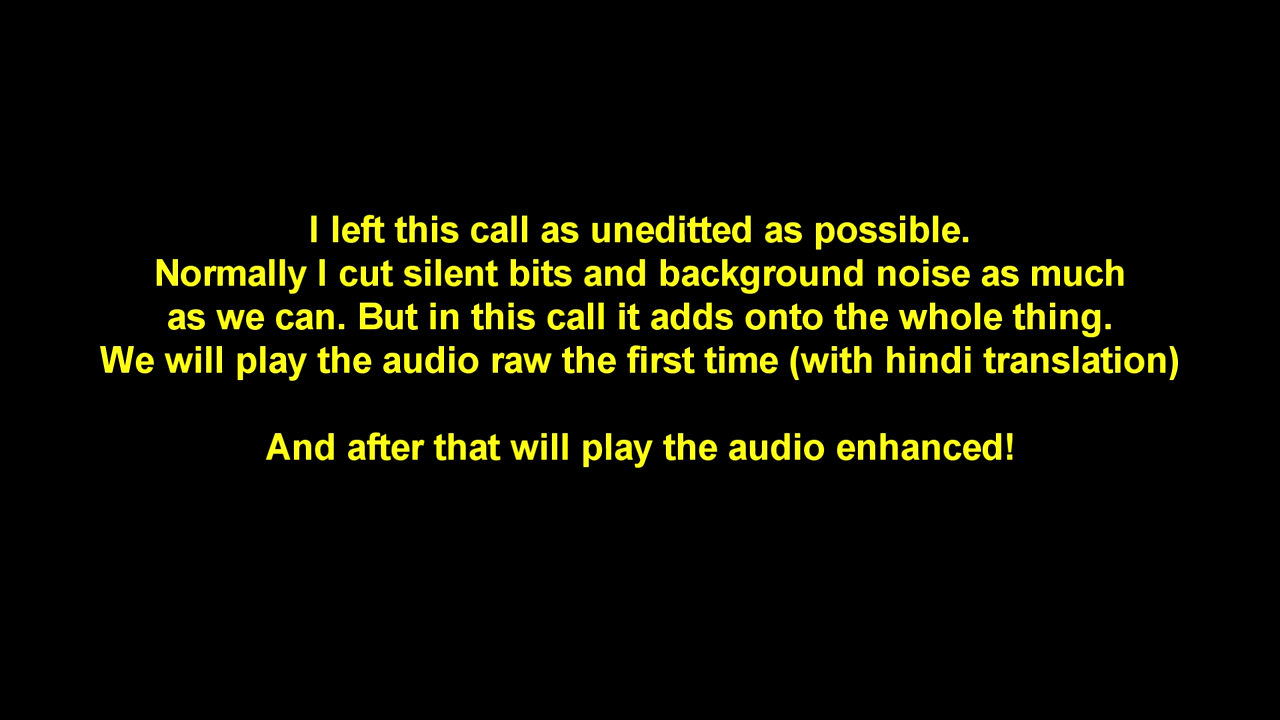 I left this call as uneditted as possible.
Normally I cut silent bits and background noise as much
as we can. But in this call it adds onto the whole thing.
We will play the audio raw the first time (with hindi translation)
And after that will play the audio enhanced!